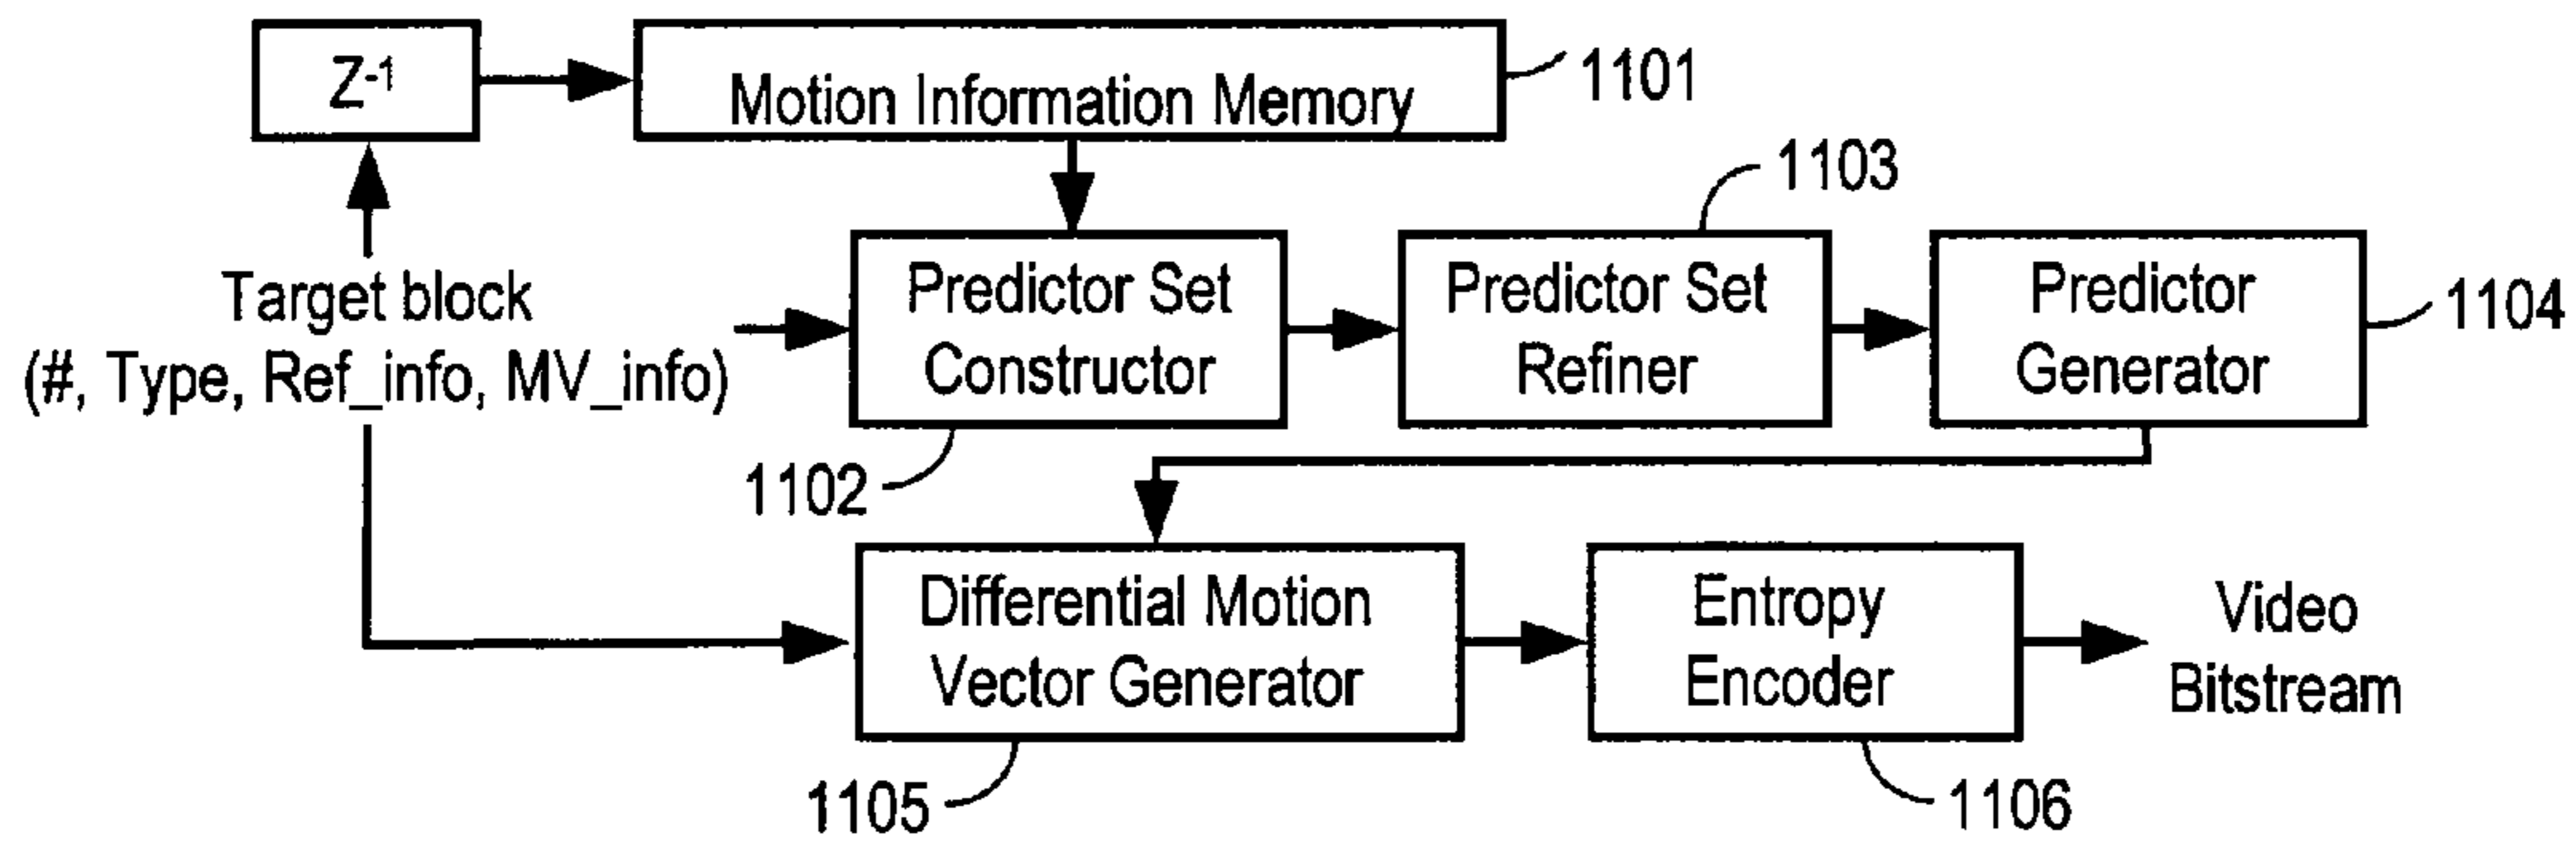 Z-1
Motion Information Memory
1101
1103
Target block
(#, Type, Ref_info, MV_info)
Predictor Set
Constructor
Predictor Set
Refiner
Predictor
Generator
1104
1102
Differential Motion
Vector Generator
Entropy
Encoder
Video
Bitstream
1105
1106